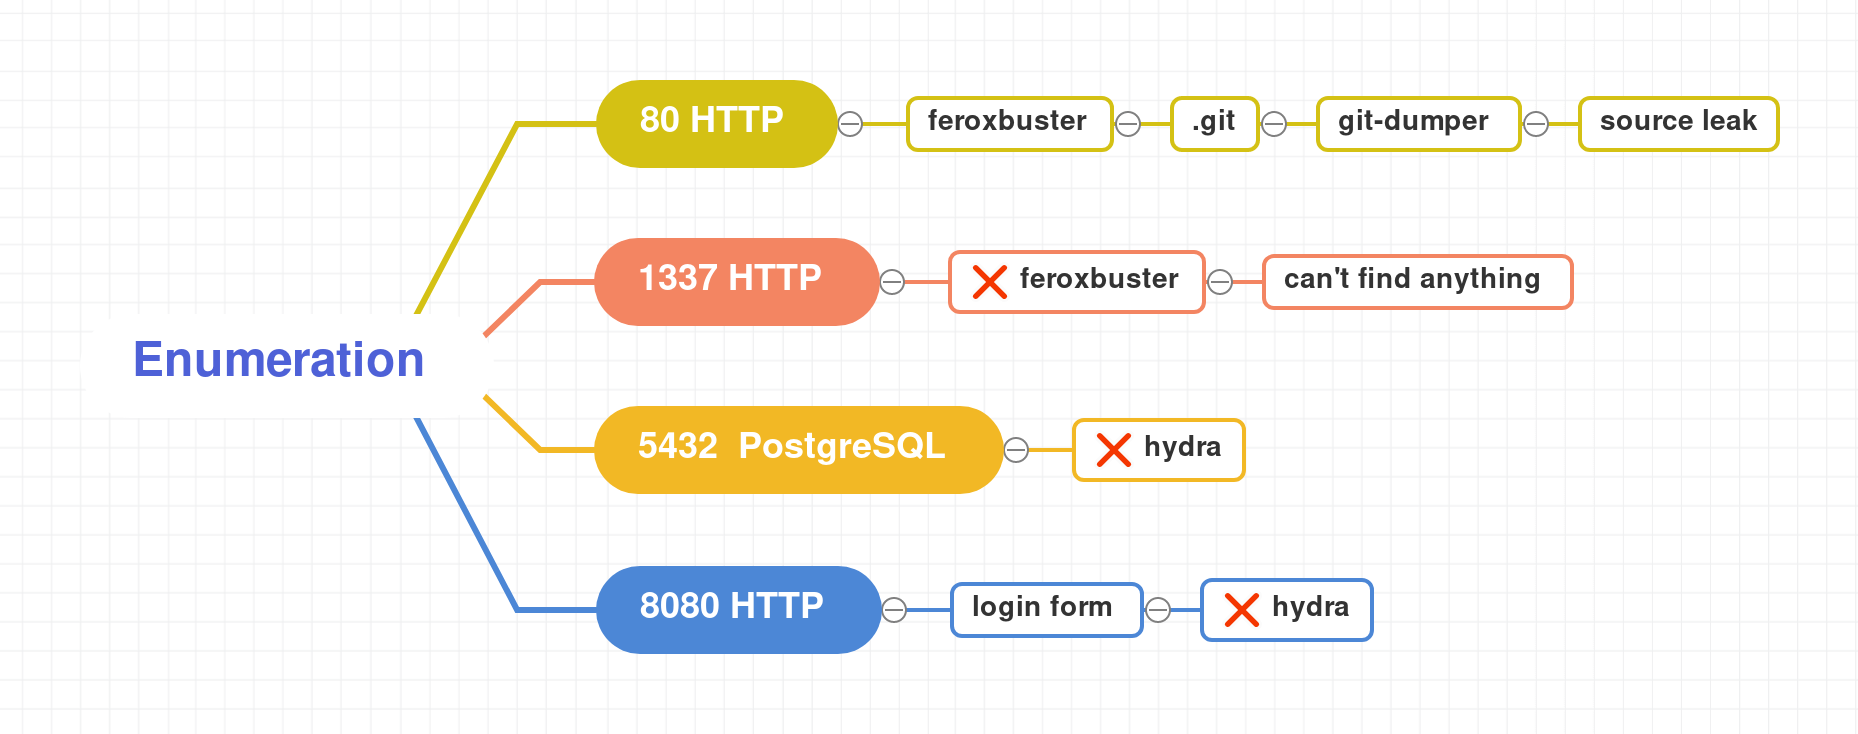 80 HTTP
feroxbuster
.git
git-dumper
source leak
1337 HTTP
feroxbuster
can't find anything
Enumeration
5432 PostgreSQL
hydra
8080 HTTP
login form
hydra